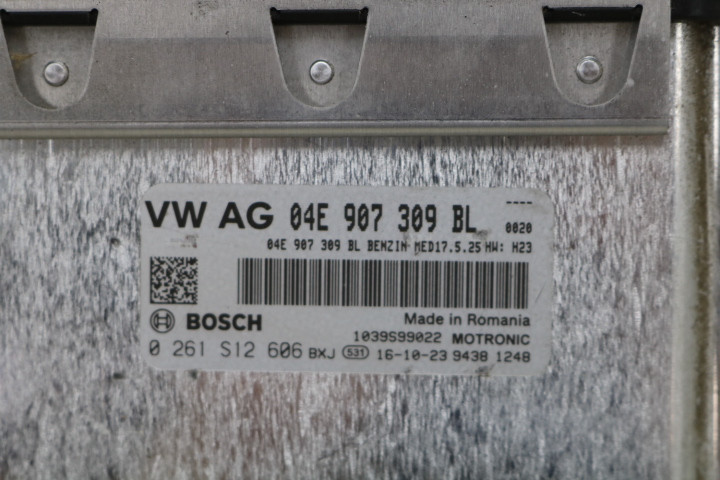 VW AG 04E 907 309 BL ----
0020
04E 907 309 BL BENZIN MED17.5.25 HW: H23
BOSCH
Made in Romania
1039S99022 MOTRONIC
0 261 S12 606 BXJ 531 16-10-23 9438 1248